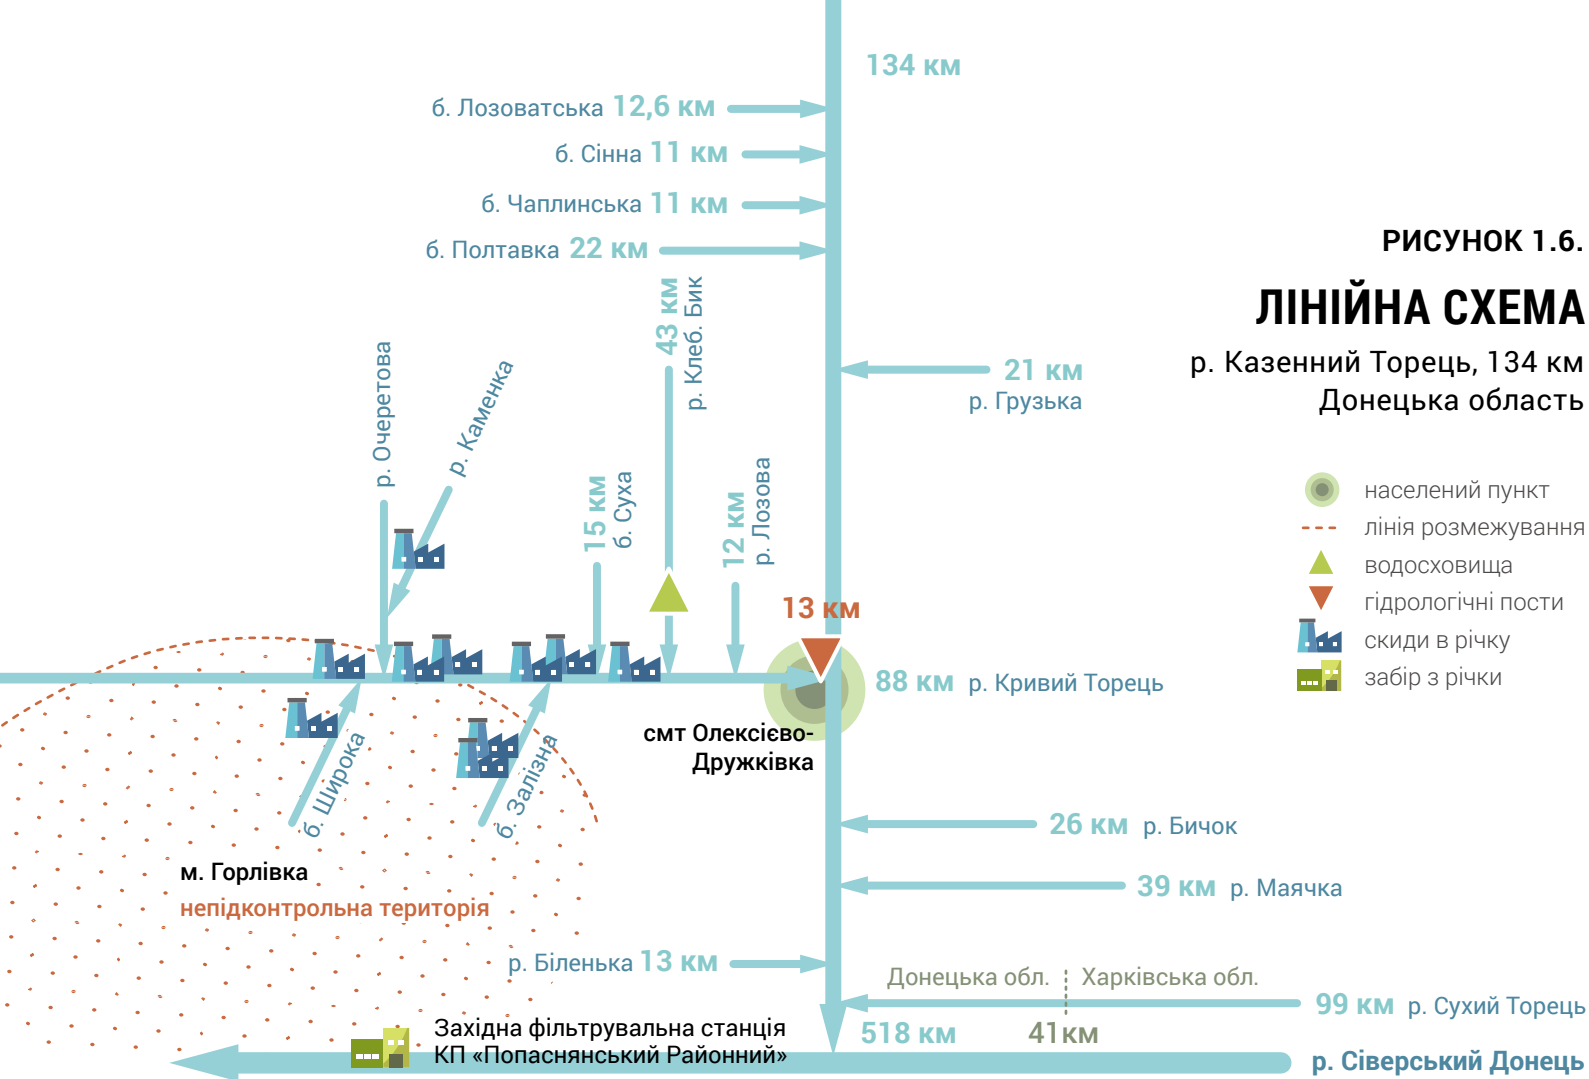 134 км
б. Лозоватська 12,6 км
б. Сінна 11 км
б. Чаплинська 11 км
б. Полтавка 22 км
РИСУНОК 1.6.
ЛІНІЙНА СХЕМА
р. Казенний Торець, 134 км
Донецька область
43 км
р. Клеб. Бик
р. Очеретова
р. Каменка
21 км
р. Грузька
15 км
б. Суха
12 км
р. Лозова
населений пункт
лінія розмежування
водосховища
гідрологічні пости
скиди в річку
забір з річки
13 км
88 км р. Кривий Торець
смт Олексієво-
Дружківка
б. Широка
б. Залізна
26 км р. Бичок
м. Горлівка
непідконтрольна територія
39 км р. Маячка
р. Біленька 13 км
Донецька обл. Харківська обл.
99 км р. Сухий Торець
518 км 41км
Західна фільтрувальна станція
КП «Попаснянський Районний»
р. Сіверський Донець